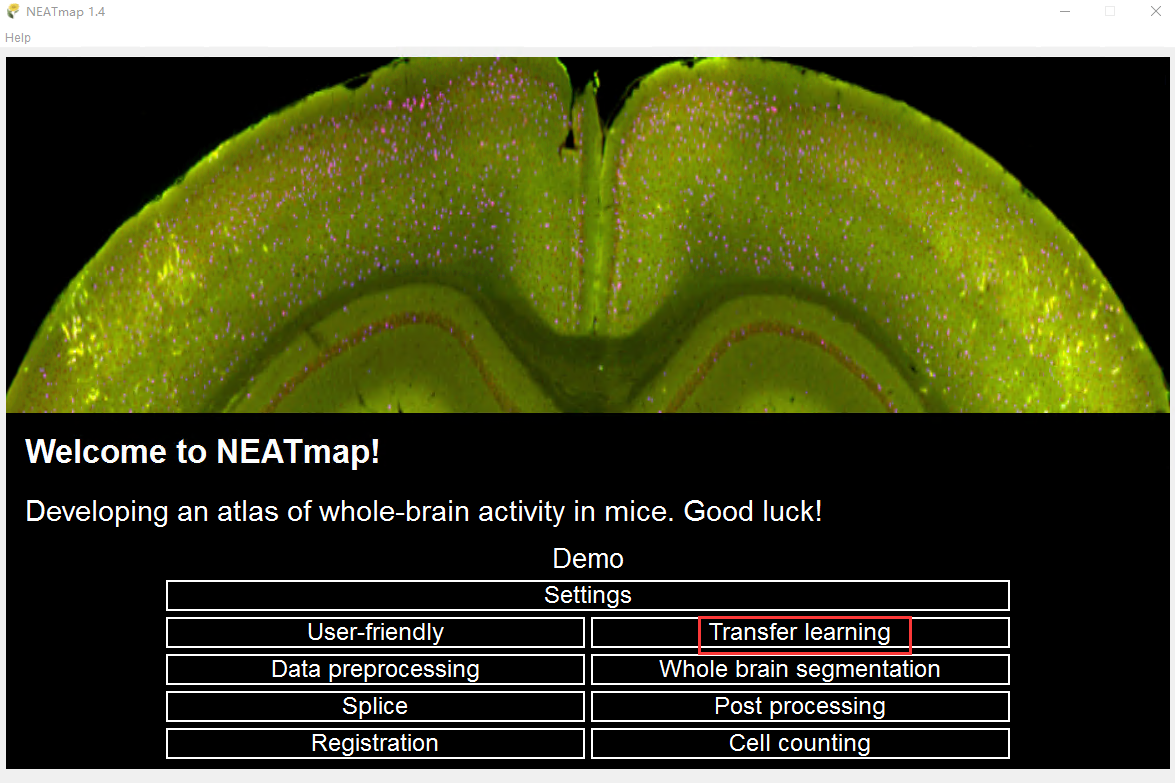 NEATmap 1.4
Help
Welcome to NEATmap!
Developing an atlas of whole-brain activity in mice. Good luck!
Demo
Settings
User-friendly
Transfer learning
Data preprocessing
Whole brain segmentation
Splice
Post processing
Registration
Cell counting